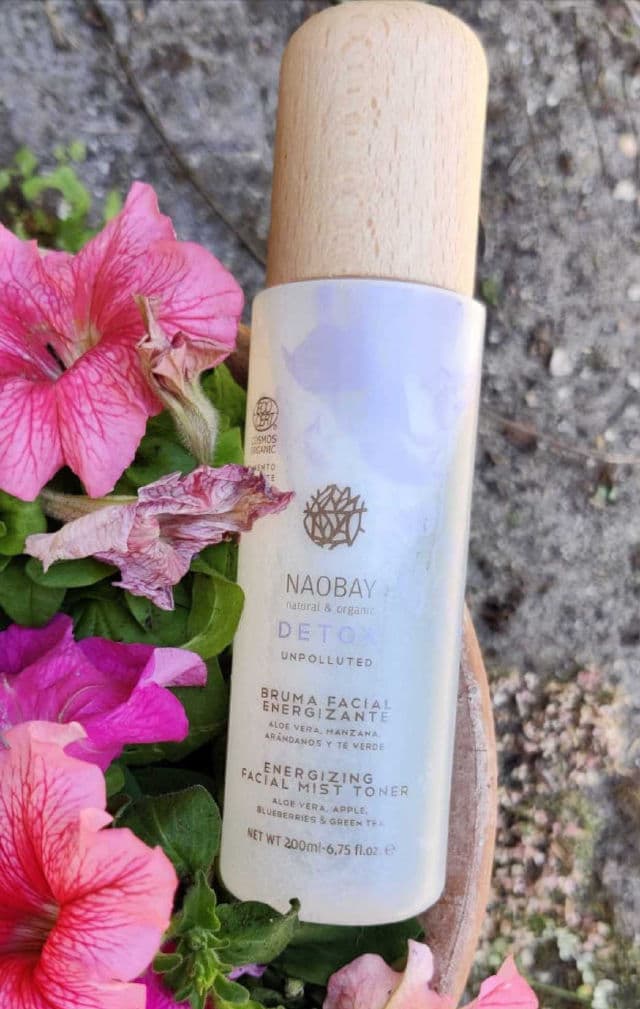 COSMOS
ORGANIC
NAOBAY
natural & organic
DETOX
UNPOLLUTED
BRUMA FACIAL
ENERGIZANTE
ALOE VERA, MANZANA,
ARÁNDANOS Y TE VERDE
ENERGIZING
FACIAL MIST TONER
ALOE VERA, APPLE,
BLUEBERRIES & GREEN TEA
NET WT 200ml-6,75 fl.oz. e